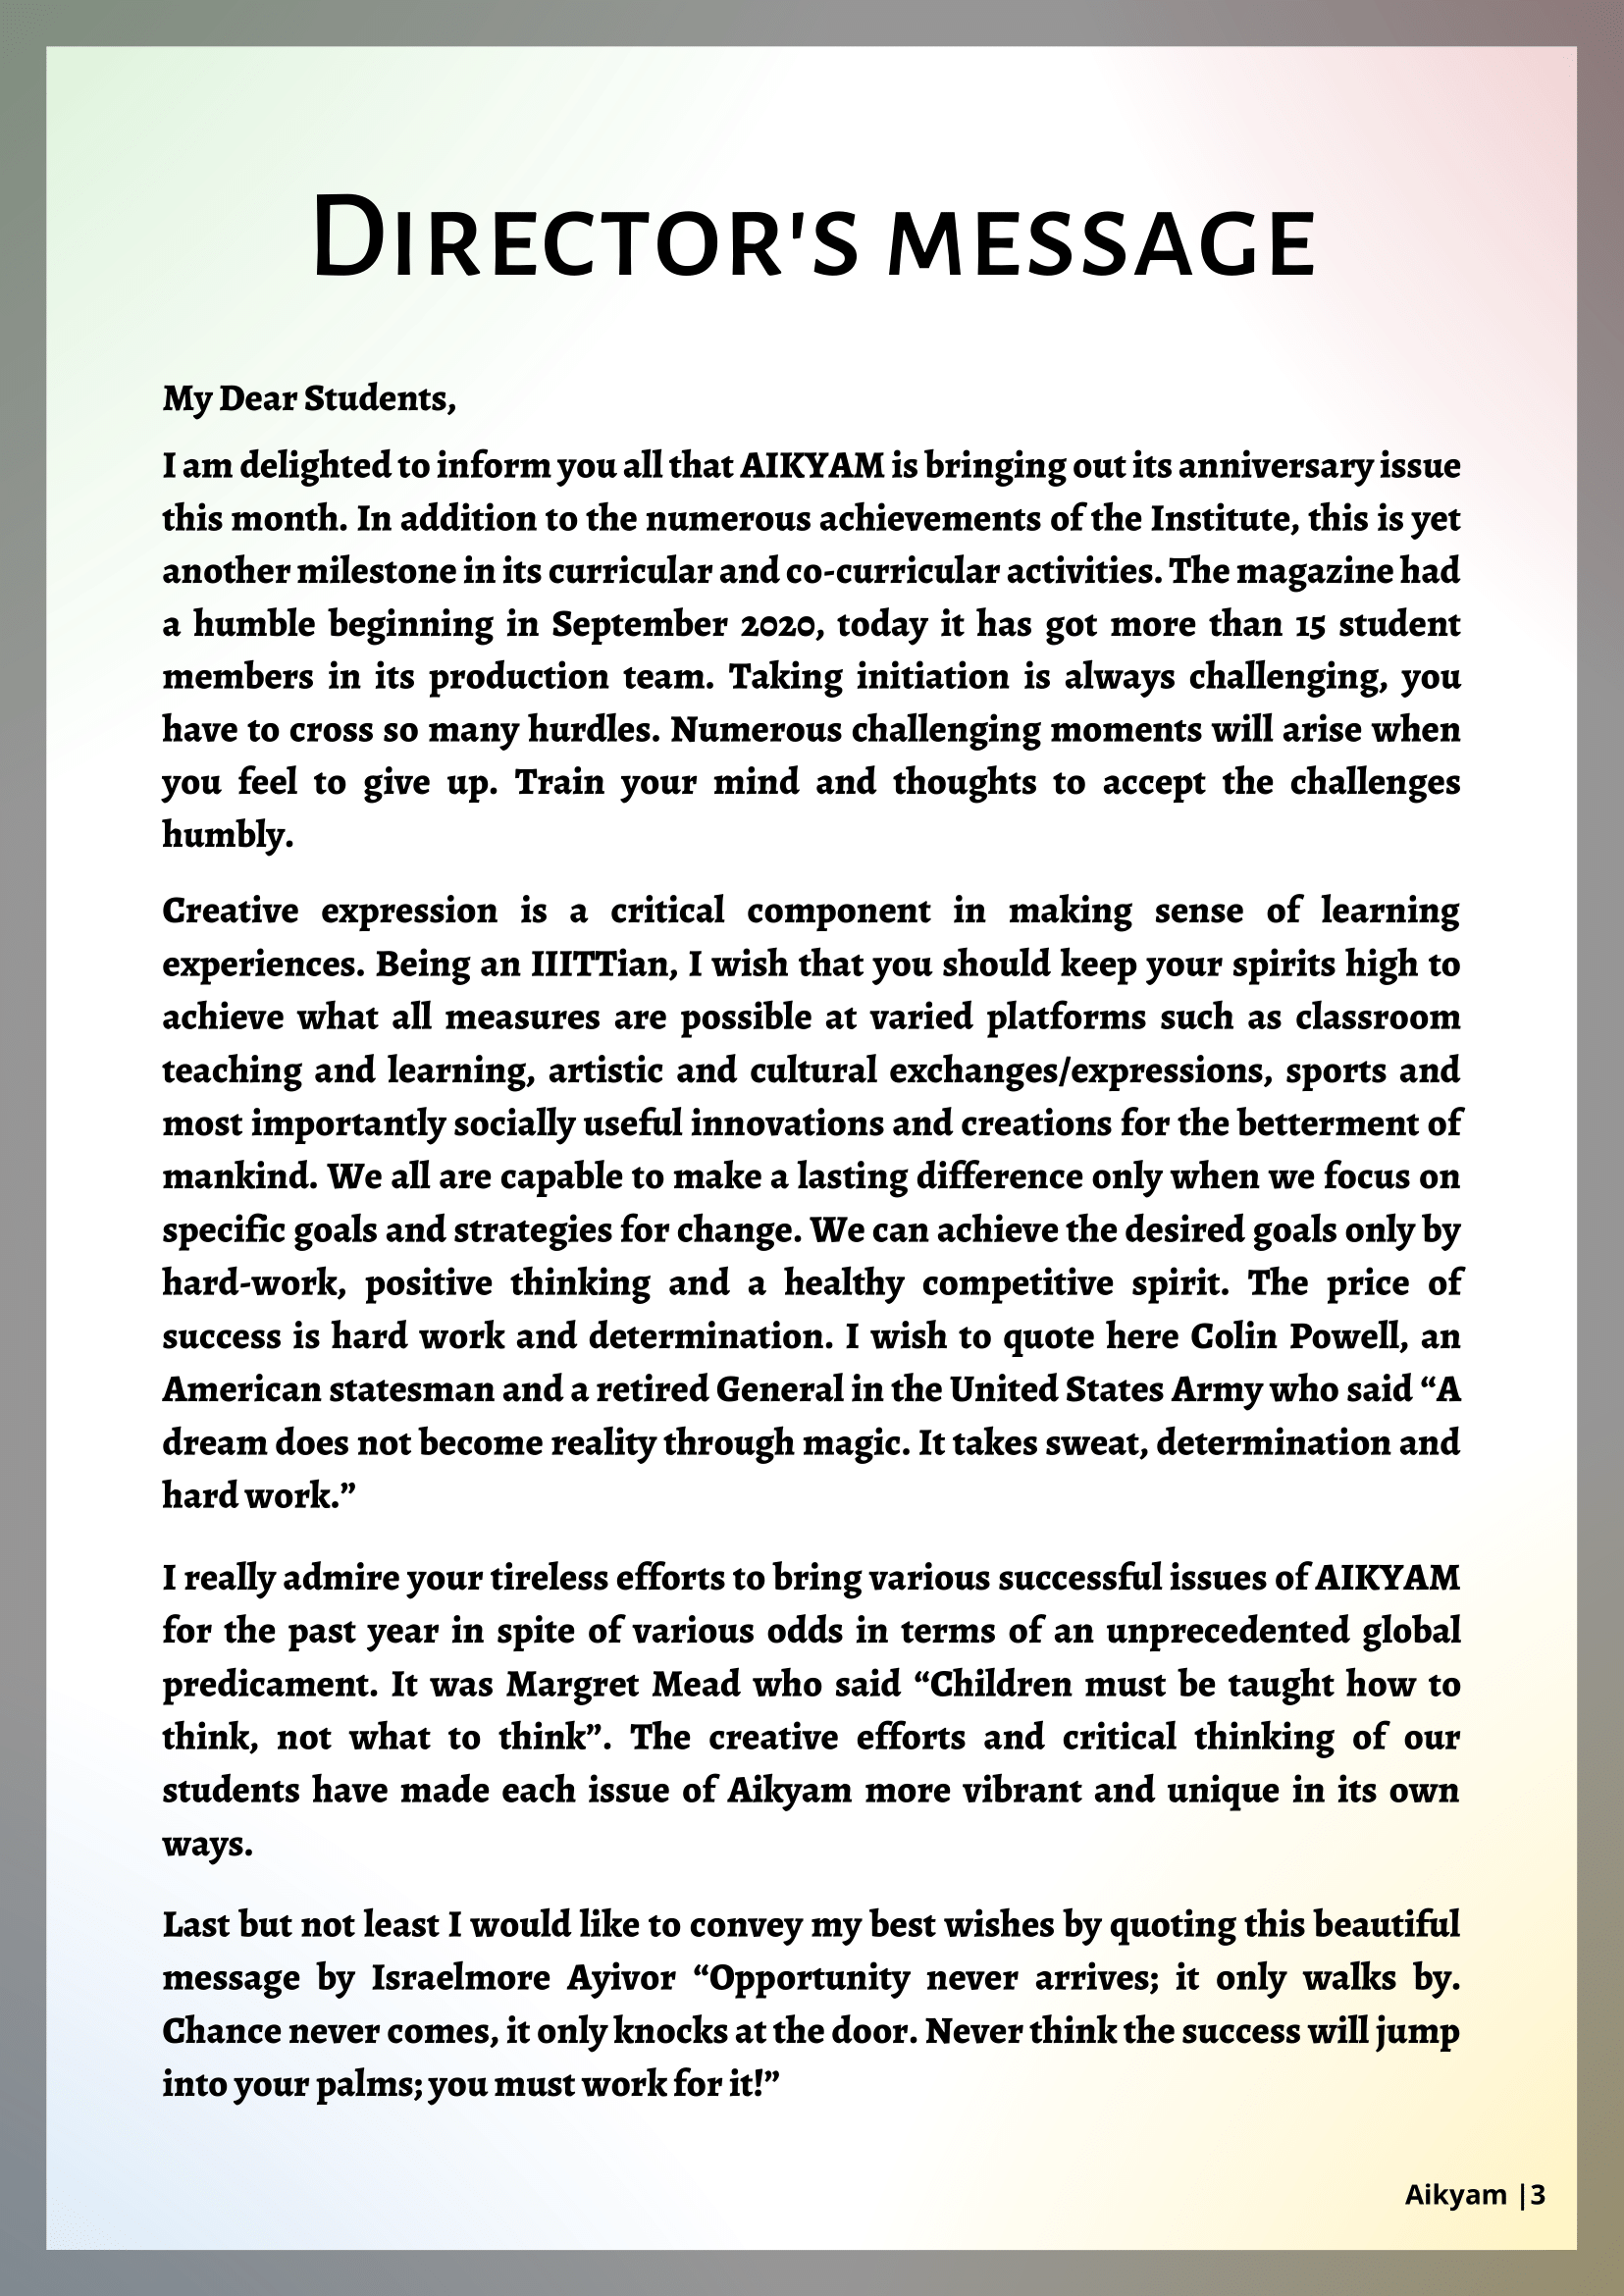 Director's message
My Dear Students,
I am delighted to inform you all that AIKYAM is bringing out its anniversary issue
this month. In addition to the numerous achievements of the Institute, this is yet
another milestone in its curricular and co-curricular activities. The magazine had
a humble beginning in September 2020, today it has got more than 15 student
members in its production team. Taking initiation is always challenging, you
have to cross so many hurdles. Numerous challenging moments will arise when
you feel to give up. Train your mind and thoughts to accept the challenges
humbly.
Creative expression is a critical component in making sense of learning
experiences. Being an IIITTian, I wish that you should keep your spirits high to
achieve what all measures are possible at varied platforms such as classroom
teaching and learning, artistic and cultural exchanges/expressions, sports and
most importantly socially useful innovations and creations for the betterment of
mankind. We all are capable to make a lasting difference only when we focus on
specific goals and strategies for change. We can achieve the desired goals only by
hard-work, positive thinking and a healthy competitive spirit. The price of
success is hard work and determination. I wish to quote here Colin Powell, an
American statesman and a retired General in the United States Army who said “A
dream does not become reality through magic. It takes sweat, determination and
hard work.”
I really admire your tireless efforts to bring various successful issues of AIKYAM
for the past year in spite of various odds in terms of an unprecedented global
predicament. It was Margret Mead who said “Children must be taught how to
think, not what to think”. The creative efforts and critical thinking of our
students have made each issue of Aikyam more vibrant and unique in its own
ways.
Last but not least I would like to convey my best wishes by quoting this beautiful
message by Israelmore Ayivor “Opportunity never arrives; it only walks by.
Chance never comes, it only knocks at the door. Never think the success will jump
into your palms; you must work for it!”
Aikyam |3